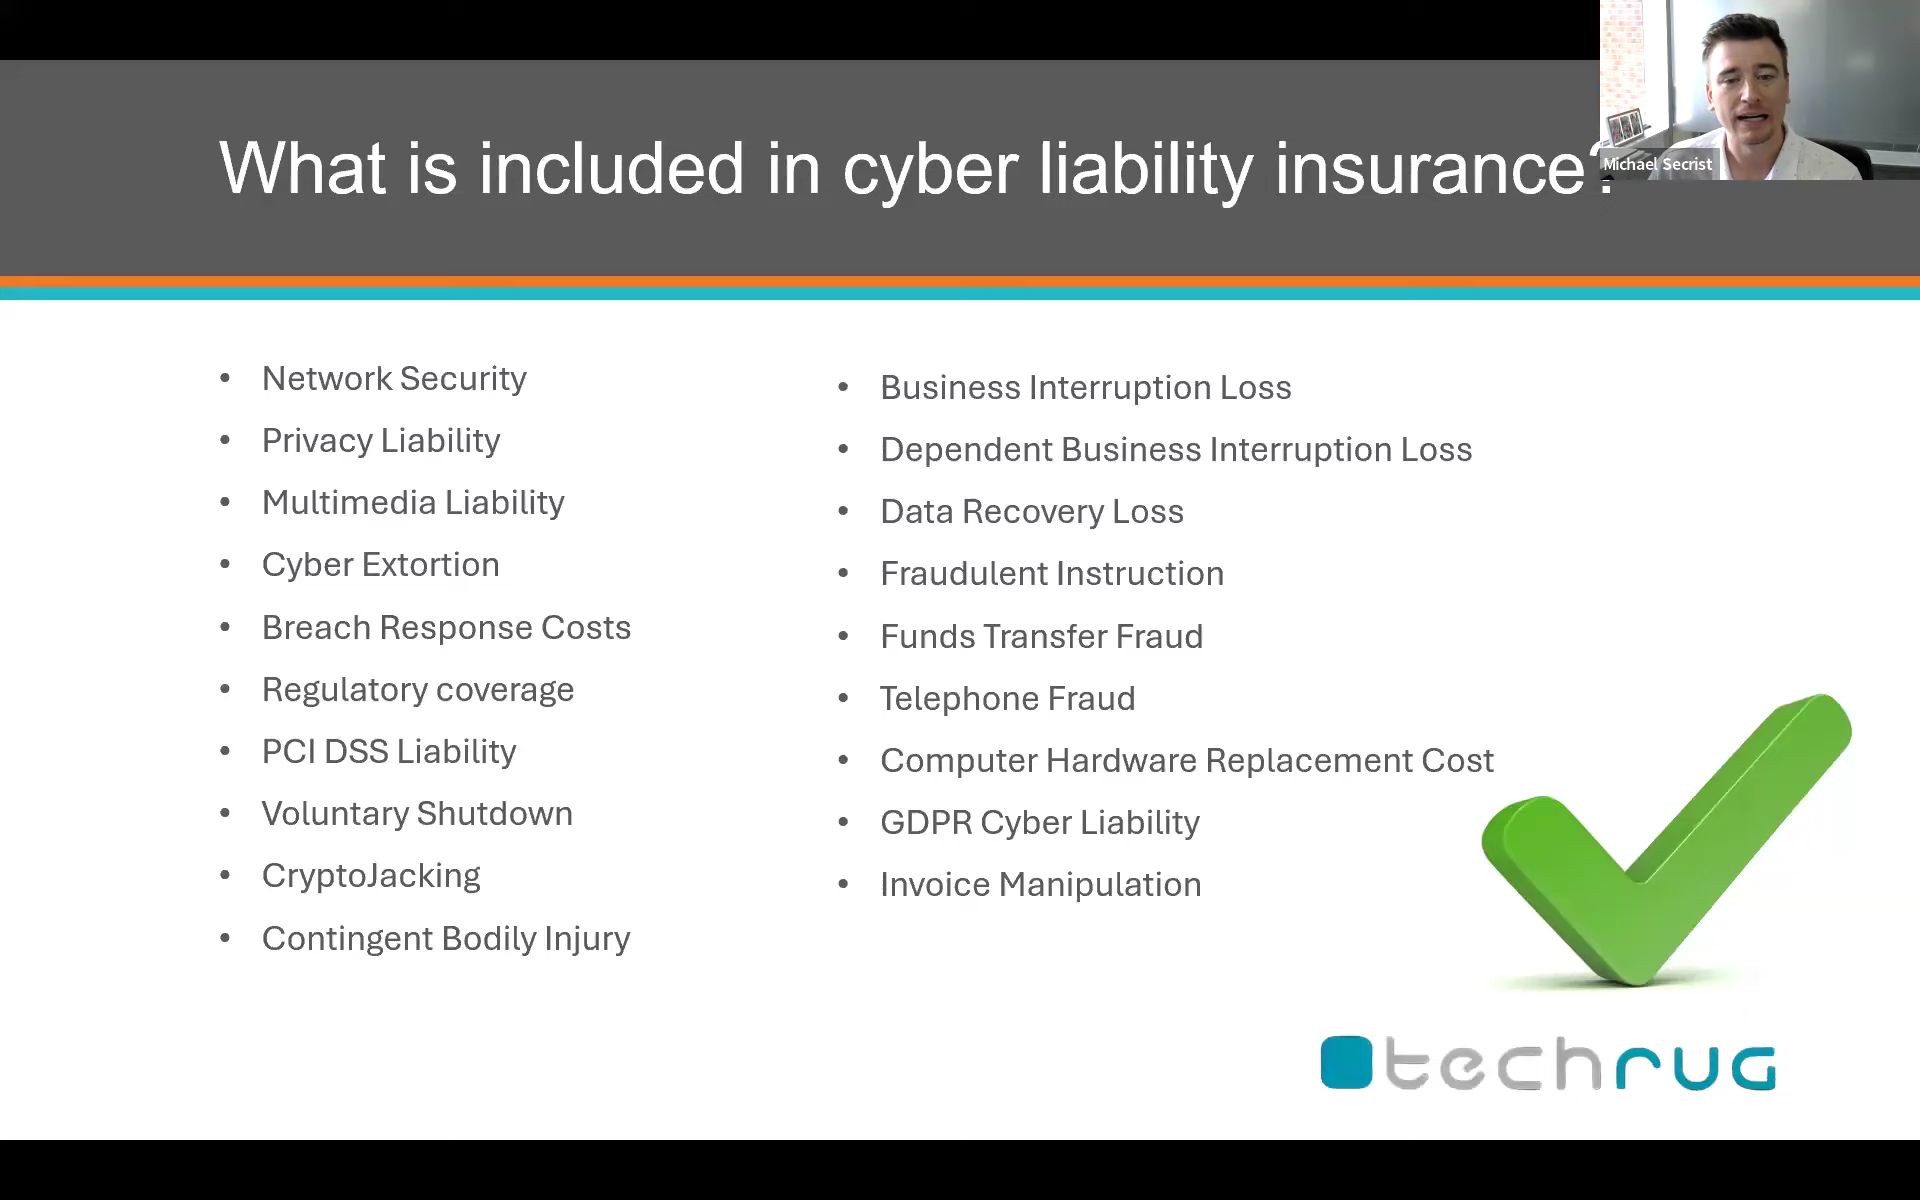 What is included in cyber liability insurance?
Michael Secrist
• Network Security
• Privacy Liability
• Multimedia Liability
• Cyber Extortion
• Breach Response Costs
• Regulatory coverage
• PCI DSS Liability
• Voluntary Shutdown
• CryptoJacking
• Contingent Bodily Injury
• Business Interruption Loss
• Dependent Business Interruption Loss
• Data Recovery Loss
• Fraudulent Instruction
• Funds Transfer Fraud
• Telephone Fraud
• Computer Hardware Replacement Cost
• GDPR Cyber Liability
• Invoice Manipulation
techrug